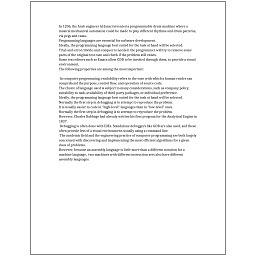 In 1206, the Arab engineer Al-Jazari invented a programmable drum machine where a
musical mechanical automaton could be made to play different rhythms and drum patterns,
via pegs and cams.
Programming languages are essential for software development.
Ideally, the programming language best suited for the task at hand will be selected.
Trial-and-error/divide-and-conquer is needed: the programmer will try to remove some
parts of the original test case and check if the problem still exists.
Some text editors such as Emacs allow GDB to be invoked through them, to provide a visual
environment.
The following properties are among the most important:

In computer programming, readability refers to the ease with which a human reader can
comprehend the purpose, control flow, and operation of source code.
The choice of language used is subject to many considerations, such as company policy,
suitability to task, availability of third-party packages, or individual preference.
Ideally, the programming language best suited for the task at hand will be selected.
Normally the first step in debugging is to attempt to reproduce the problem.
It is usually easier to code in "high-level" languages than in "low-level" ones.
Normally the first step in debugging is to attempt to reproduce the problem.
However, Charles Babbage had already written his first program for the Analytical Engine in
1837.
Debugging is often done with IDEs. Standalone debuggers like GDB are also used, and these
often provide less of a visual environment, usually using a command line.
The academic field and the engineering practice of computer programming are both largely
concerned with discovering and implementing the most efficient algorithms for a given
class of problems.
However, because an assembly language is little more than a different notation for a
machine language, two machines with different instruction sets also have different
assembly languages.